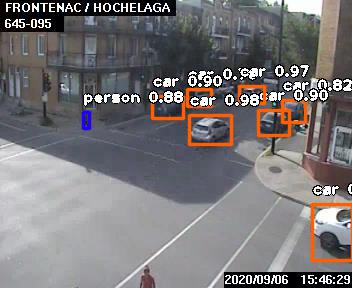 FRONTENAC / HOCHELAGA
645-095
car 0.97
car 0.90
car 0.82
person 0.88
car 0.98
car 0.90
car
2020/09/06 15:46:29